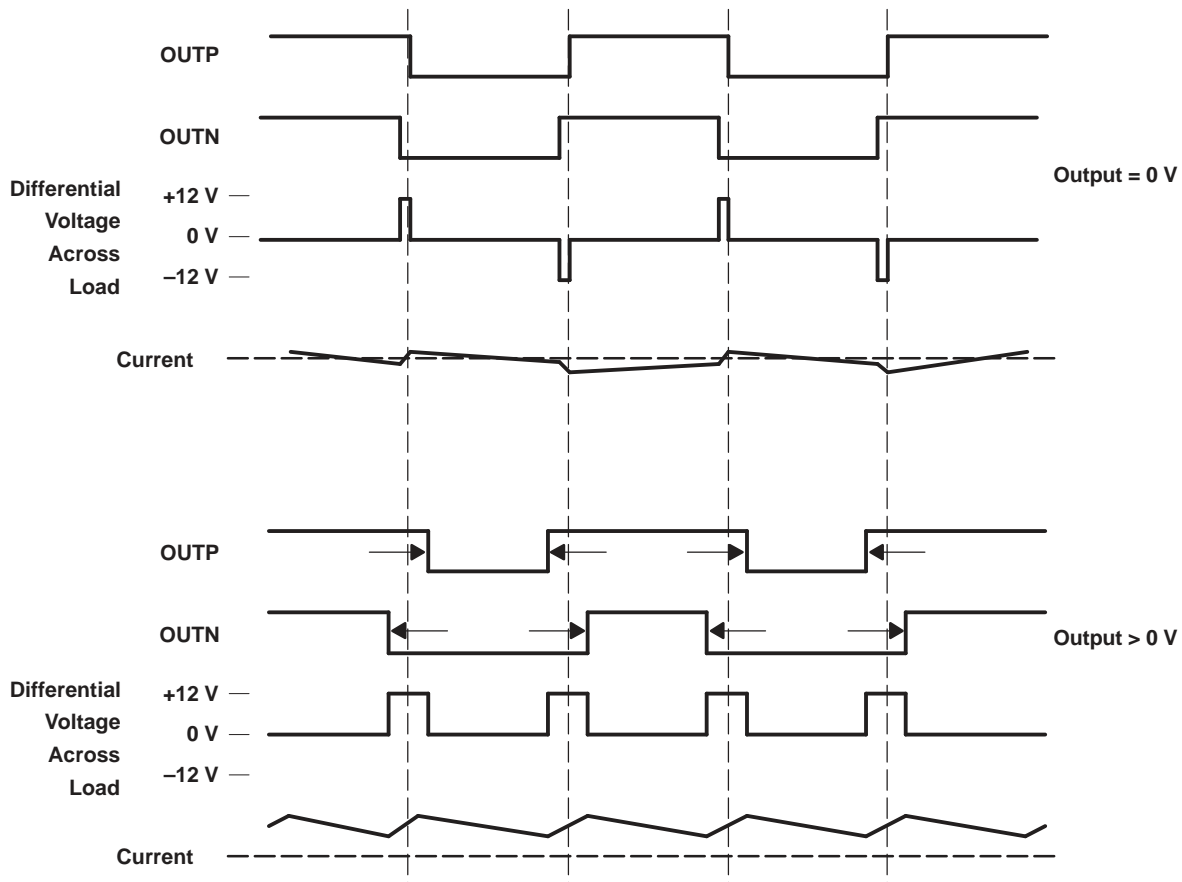 OUTP
OUTN
Output = 0 V
Differential
Voltage
Across
Load
+12 V
0 V
–12 V
Current
OUTP
OUTN
Output > 0 V
Differential
Voltage
Across
Load
+12 V
0 V
–12 V
Current